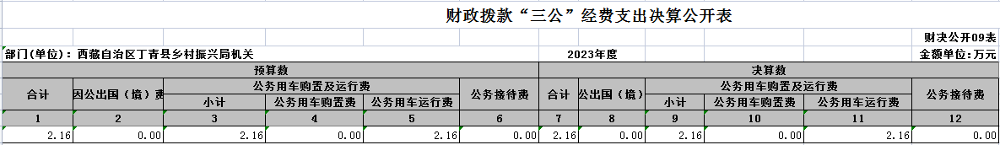 财政拨款“三公”经费支出决算公开表
财决公开09表
部门(单位)：西藏自治区丁青县乡村振兴局机关 2023年度 金额单位:万元
预算数 决算数
合计 因公出国（境）费 公务用车购置及运行费 公务接待费 合计 公出国（境） 公务用车购置及运行费 公务接待费
小计 公务用车购置费 公务用车运行费 小计 公务用车购置费 公务用车运行费
1 2 3 4 5 6 7 8 9 10 11 12
2.16 0.00 2.16 0.00 2.16 0.00 2.16 0.00 2.16 0.00 2.16 0.00